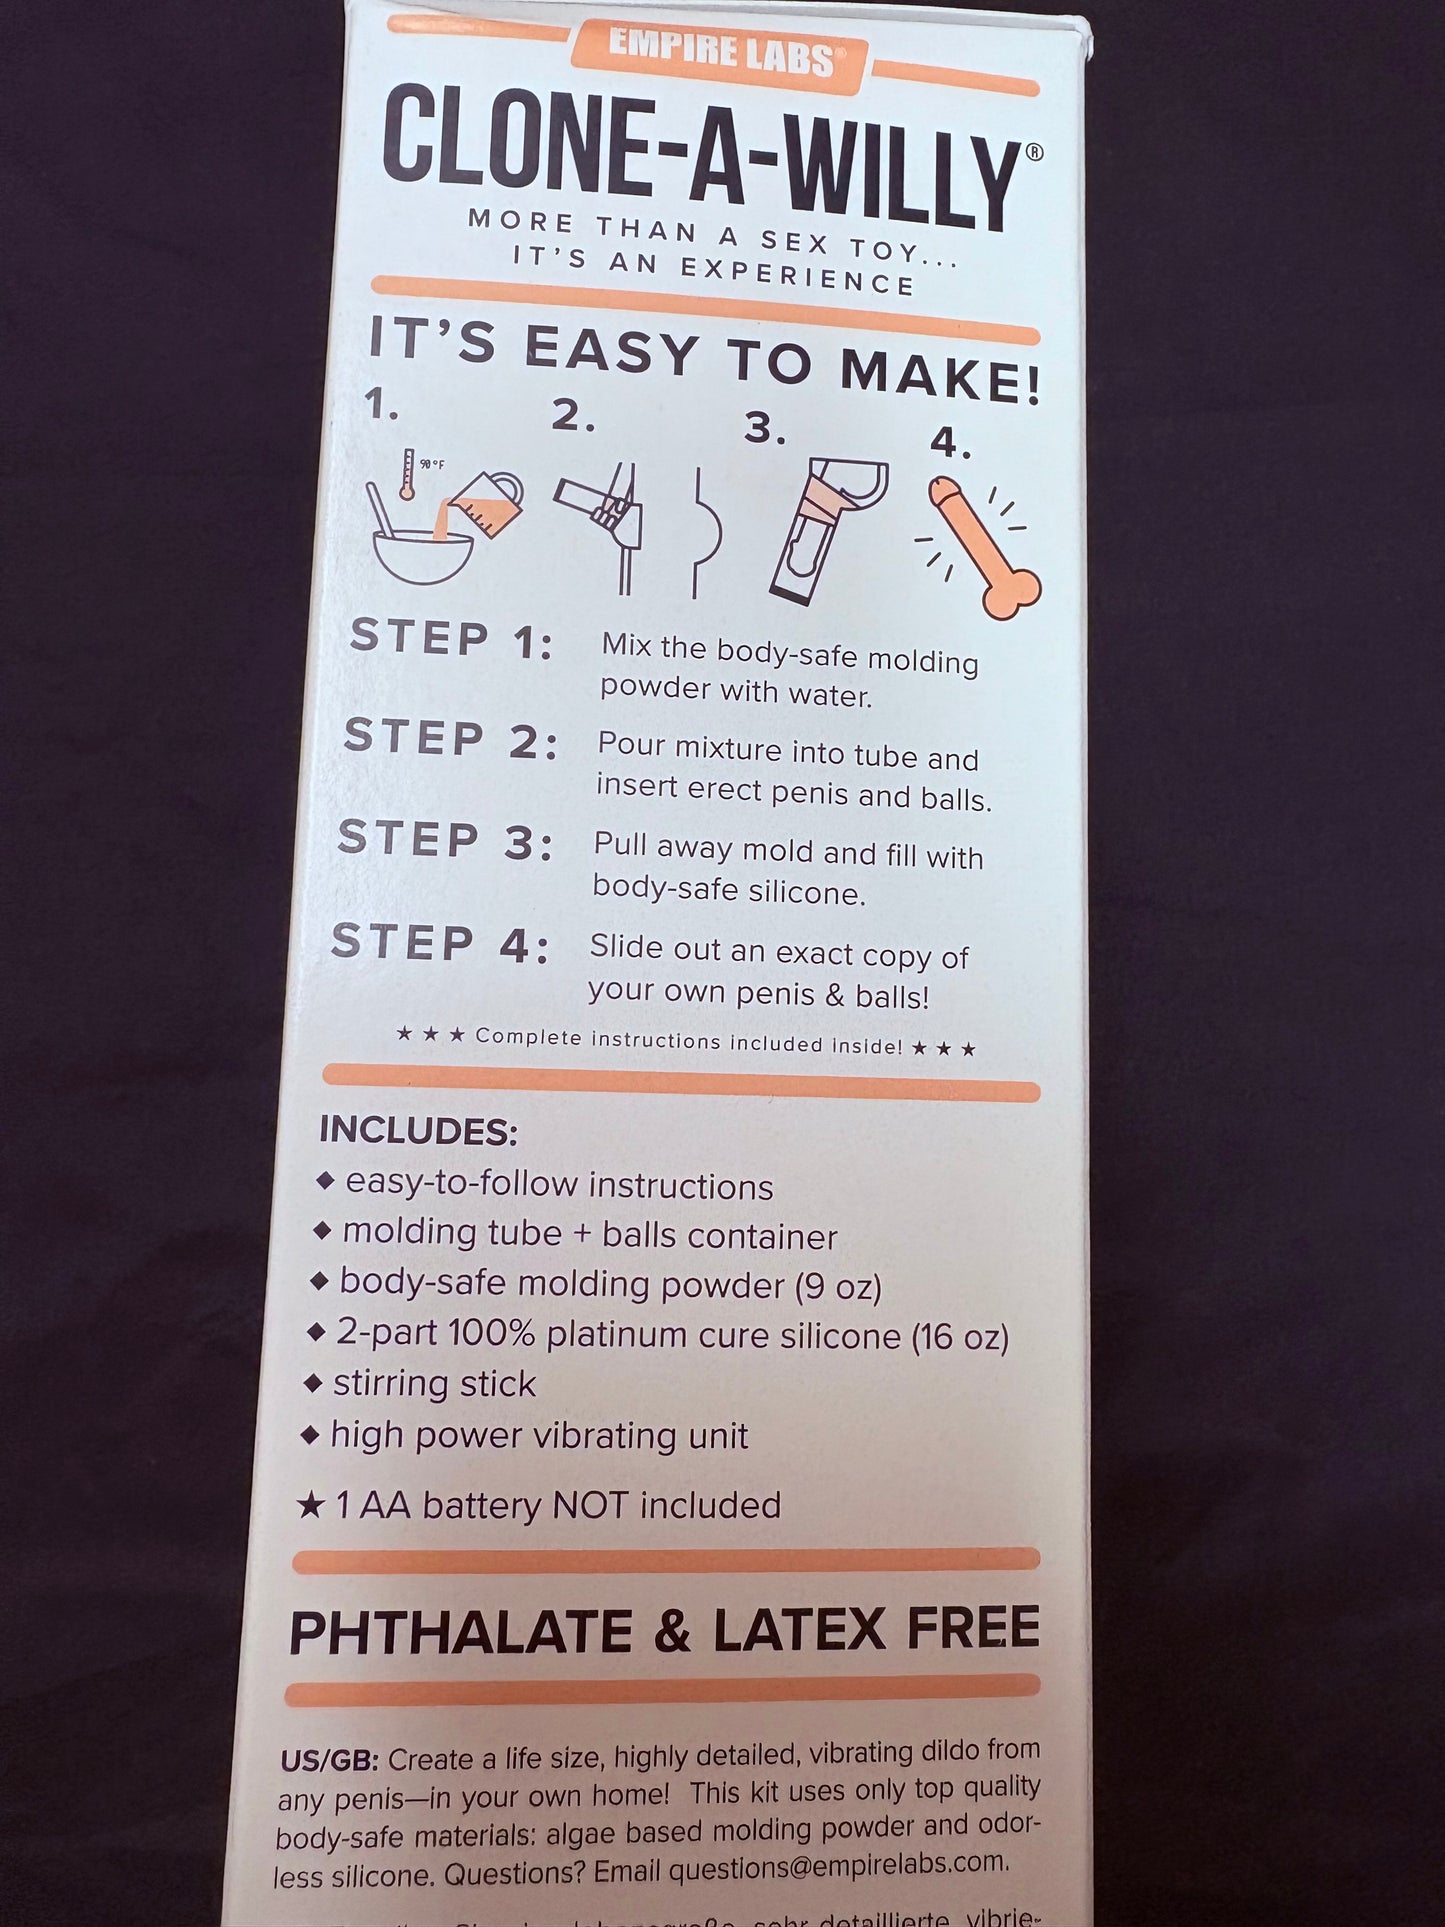 EMPIRE LABS®
CLONE-A-WILLY®
MORE THAN A SEX TOY...
IT'S AN EXPERIENCE
IT'S EASY TO MAKE!
1. 2. 3. 4.
90°F
STEP 1: Mix the body-safe molding
powder with water.
STEP 2: Pour mixture into tube and
insert erect penis and balls.
STEP 3: Pull away mold and fill with
body-safe silicone.
STEP 4: Slide out an exact copy of
your own penis & balls!
★ ★ ★ Complete instructions included inside! ★ ★ ★
INCLUDES:
◆ easy-to-follow instructions
◆ molding tube + balls container
◆ body-safe molding powder (9 oz)
◆ 2-part 100% platinum cure silicone (16 oz)
◆ stirring stick
◆ high power vibrating unit
★ 1 AA battery NOT included
PHTHALATE & LATEX FREE
US/GB: Create a life size, highly detailed, vibrating dildo from
any penis—in your own home! This kit uses only top quality
body-safe materials: algae based molding powder and odor-
less silicone. Questions? Email questions@empirelabs.com.
sehr detaillierte vibrie-